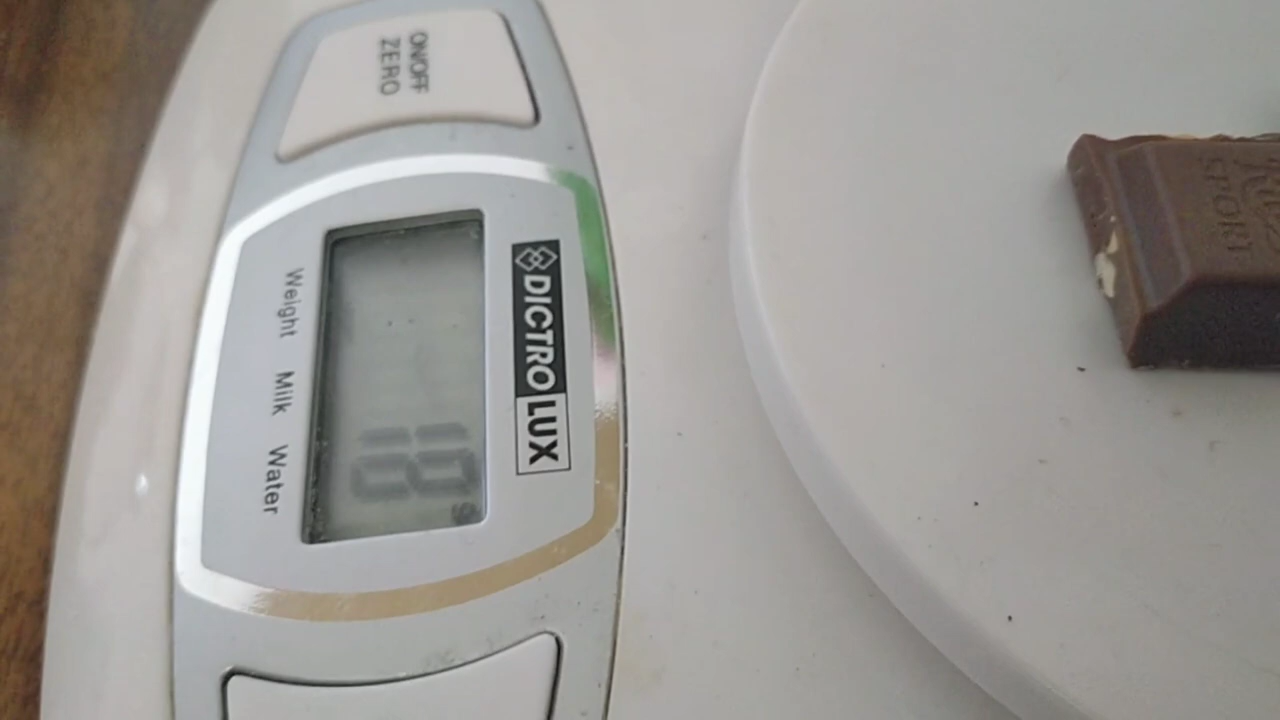 ON/OFF
ZERO
DICTROLUX
18 g
Weight Milk Water
SPORT